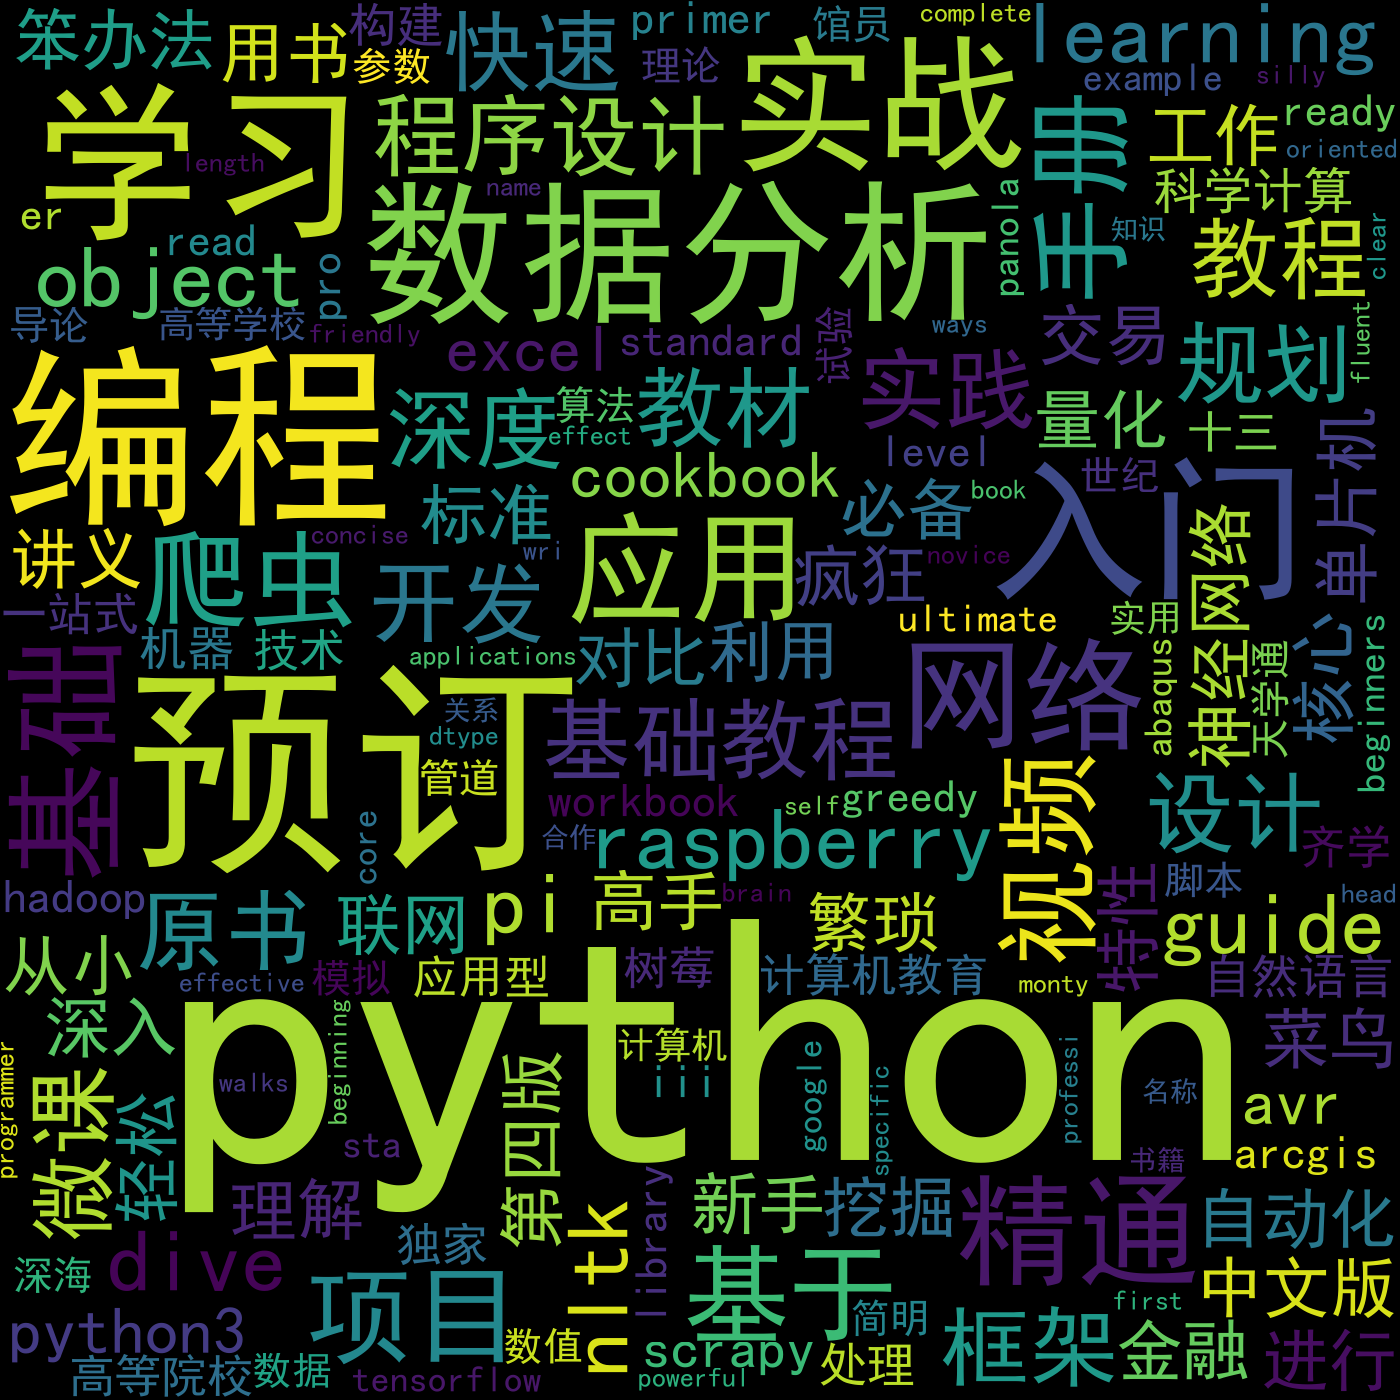 笨办法
用书
构建
参数
快速
primer
理论
馆员
complete
learning
example
silly
学习
length
程序设计
实战
手册
工作
ready
oriented
科学计算
er
read
name
数据分析
panola
知识
教程
clear
object
pro
导论
高等学校
friendly
excel
standard
试验
ways
交易
规划
fluent
编程
深度
算法
effect
教材
实践
量化
十三
cookbook
level
世纪
book
入门
单片机
标准
必备
讲义
爬虫
concise
wri
开发
应用
疯狂
novice
网络
神经
一站式
机器
技术
applications
对比
利用
ultimate
实用
abaqus
天学通
核心
beginners
基础
预订
关系
dtype
管道
基础教程
网络
workbook
self
greedy
视频
设计
齐学
core
合作
raspberry
hadoop
原书
联网
pi
高手
brain
繁琐
特性
脚本
head
guide
从小
effective
模拟
应用型
树莓
计算机教育
monty
自然语言
深入
python
beginning
计算机
iii
菜鸟
programmer
微课
轻松
walks
第四版
google
specific
professi
名称
avr
sta
书籍
arcgis
理解
独家
nltk
library
新手
挖掘
精通
自动化
深海
dive
项目
基于
中文版
first
python3
数值
简明
框架
金融
进行
高等院校
数据
tensorflow
scrapy
powerful
处理